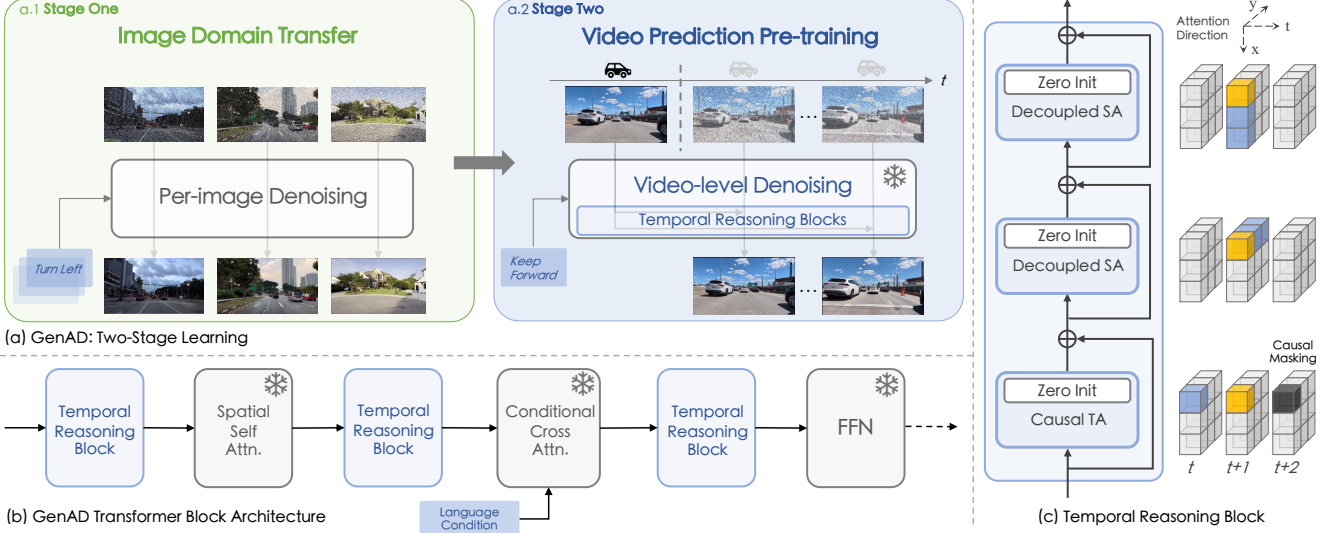 a.1 Stage One
Image Domain Transfer
Per-image Denoising
Turn Left
a.2 Stage Two
Video Prediction Pre-training
t
...
Video-level Denoising
Temporal Reasoning Blocks
Keep
Forward
...
(a) GenAD: Two-Stage Learning
Temporal
Reasoning
Block
Spatial
Self
Attn.
Temporal
Reasoning
Block
Conditional
Cross
Attn.
Temporal
Reasoning
Block
FFN
Language
Condition
(b) GenAD Transformer Block Architecture
Zero Init
Decoupled SA
Zero Init
Decoupled SA
Zero Init
Causal TA
Attention
Direction
y
t
x
Causal
Masking
t
t+1
t+2
(c) Temporal Reasoning Block